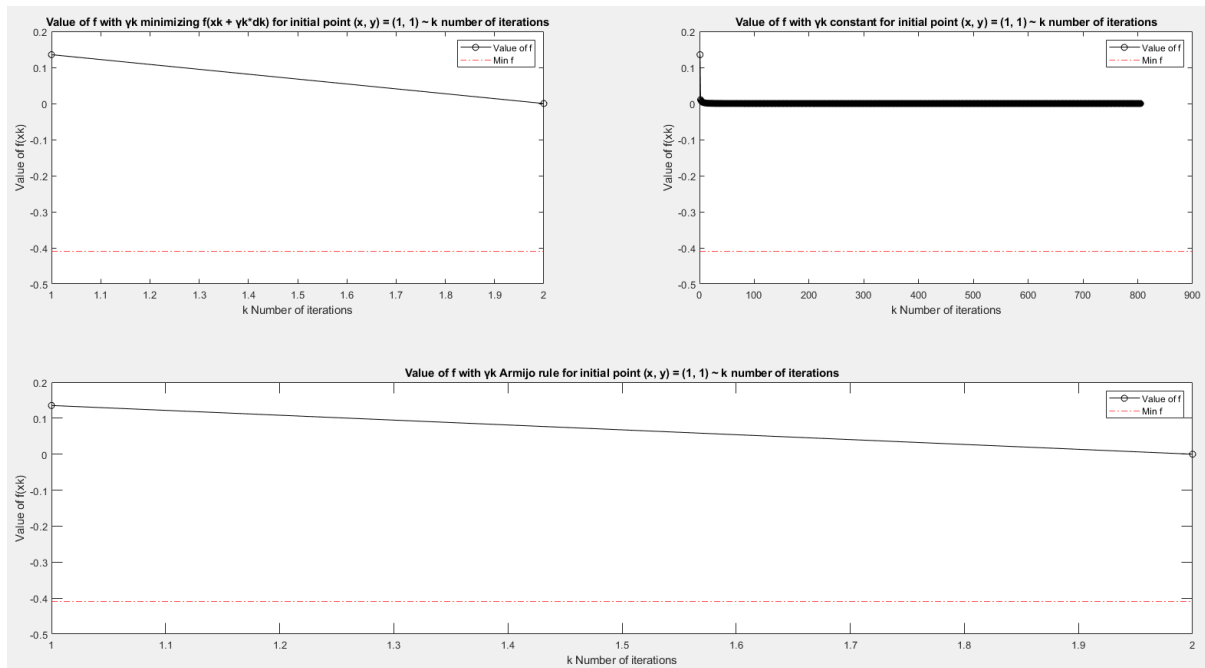 Value of f with γk minimizing f(xk + γk*dk) for initial point (x, y) = (1, 1) ~ k number of iterations
0.2
0.1
0
-0.1
-0.2
-0.3
-0.4
-0.5
Value of f(xk)
Value of f
Min f
1 1.1 1.2 1.3 1.4 1.5 1.6 1.7 1.8 1.9 2
k Number of iterations
Value of f with γk constant for initial point (x, y) = (1, 1) ~ k number of iterations
0.2
0.1
0
-0.1
-0.2
-0.3
-0.4
-0.5
Value of f(xk)
Value of f
Min f
0 100 200 300 400 500 600 700 800 900
k Number of iterations
Value of f with γk Armijo rule for initial point (x, y) = (1, 1) ~ k number of iterations
0.2
0.1
0
-0.1
-0.2
-0.3
-0.4
-0.5
Value of f(xk)
Value of f
Min f
1 1.1 1.2 1.3 1.4 1.5 1.6 1.7 1.8 1.9 2
k Number of iterations